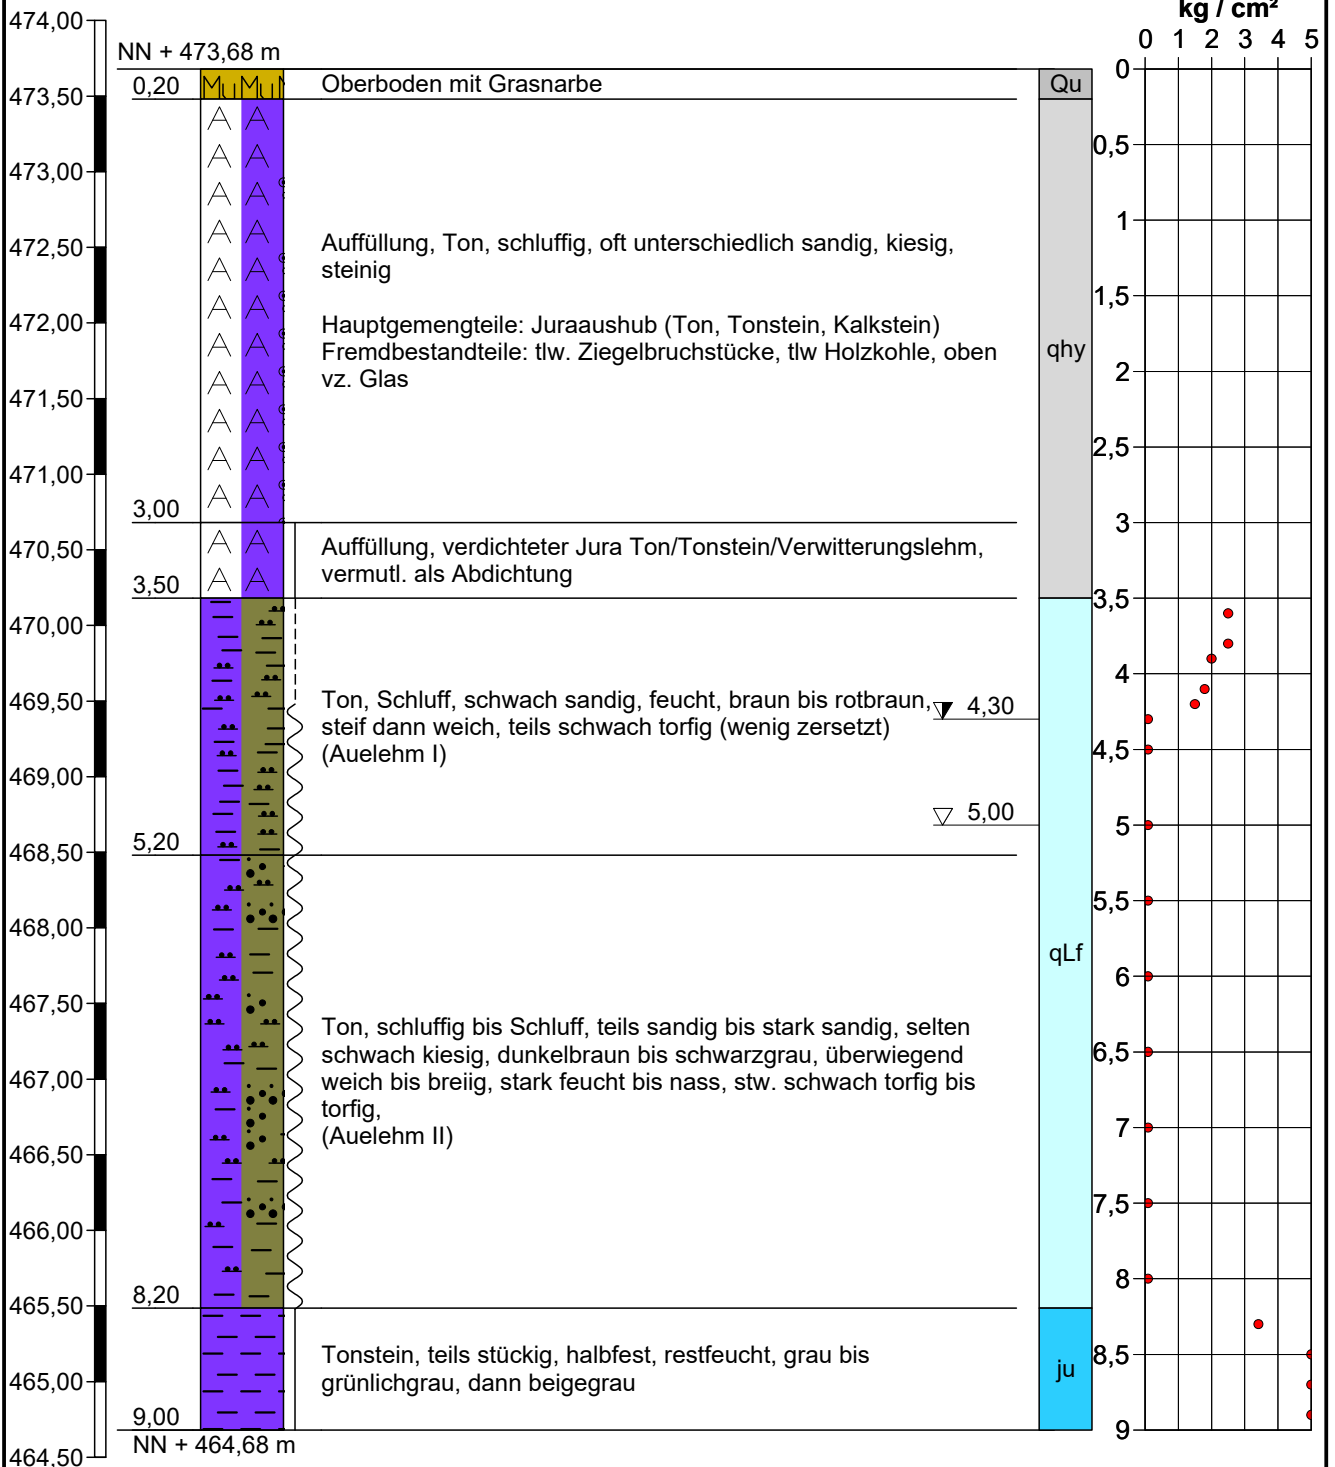 kg / cm²
0 1 2 3 4 5
474,00
NN + 473,68 m
0,20
Mu Mu M
Oberboden mit Grasnarbe
Qu
0
473,50
0,5
473,00
1
472,50
Auffüllung, Ton, schluffig, oft unterschiedlich sandig, kiesig,
steinig
1,5
472,00
Hauptgemengteile: Juraaushub (Ton, Tonstein, Kalkstein)
Fremdbestandteile: tlw. Ziegelbruchstücke, tlw Holzkohle, oben
vz. Glas
qhy
2
471,50
2,5
471,00
A A
A A
A A
A A
A A
A A
A A
A A
A A
A A
A A
3,00
3
470,50
Auffüllung, verdichteter Jura Ton/Tonstein/Verwitterungslehm,
vermutl. als Abdichtung
A A
A A
3,50
3,5
470,00
4
469,50
Ton, Schluff, schwach sandig, feucht, braun bis rotbraun,
steif dann weich, teils schwach torfig (wenig zersetzt)
(Auelehm I)
4,30
4,5
469,00
5,00
5
5,20
468,50
5,5
468,00
qLf
6
467,50
Ton, schluffig bis Schluff, teils sandig bis stark sandig, selten
schwach kiesig, dunkelbraun bis schwarzgrau, überwiegend
weich bis breiig, stark feucht bis nass, stw. schwach torfig bis
torfig,
(Auelehm II)
6,5
467,00
7
466,50
7,5
466,00
8
8,20
465,50
Tonstein, teils stückig, halbfest, restfeucht, grau bis
grünlichgrau, dann beigegrau
ju
8,5
465,00
9,00
9
NN + 464,68 m
464,50